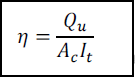 η = Q_u / A_c I_t